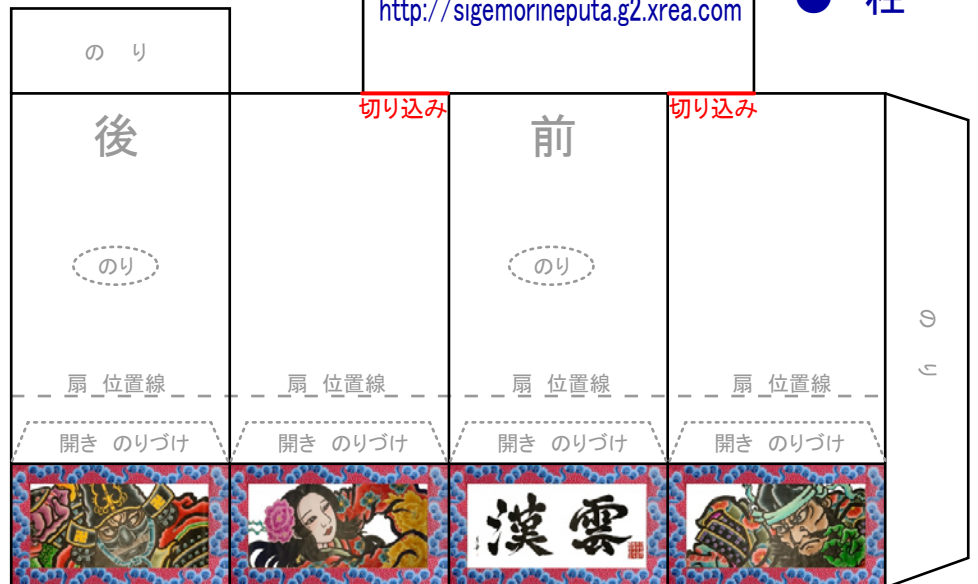 http://sigemorineputa.g2.xrea.com
● 柱
の り
切り込み 切り込み
後 前
のり のり
の り
扇 位置線 扇 位置線 扇 位置線 扇 位置線
開き のりづけ 開き のりづけ 開き のりづけ 開き のりづけ
漢雲